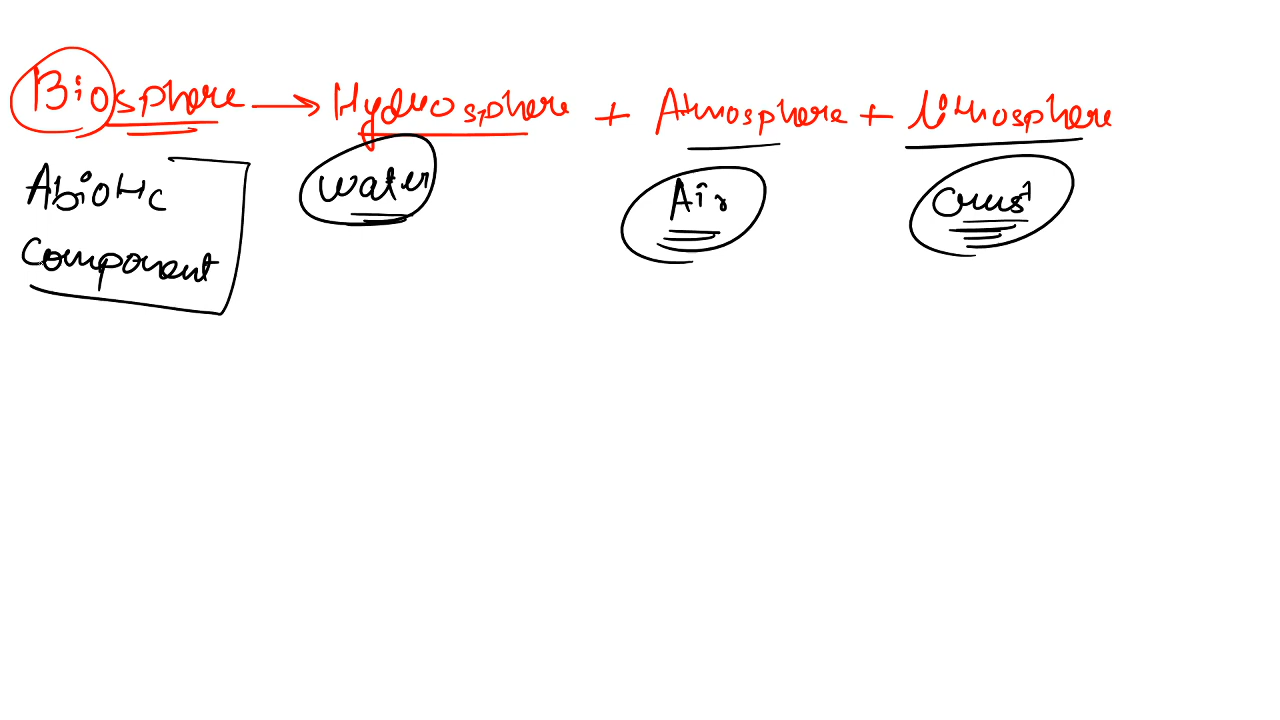 Biosphere → Hydrosphere + Atmosphere + Lithosphere
Abiotic water Air Crust
Component